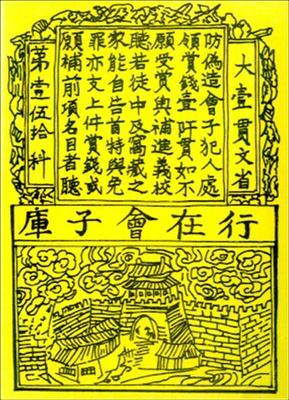 大壹貫文省
防偽造會子犯人處
領賞錢壹阡貫如不
願受賞與補進義校
聽若徒中及窩藏之
家能自告首特與免
罪亦文上件賞錢或
願補前項名目者聽
第壹伍拾科
行在會子庫